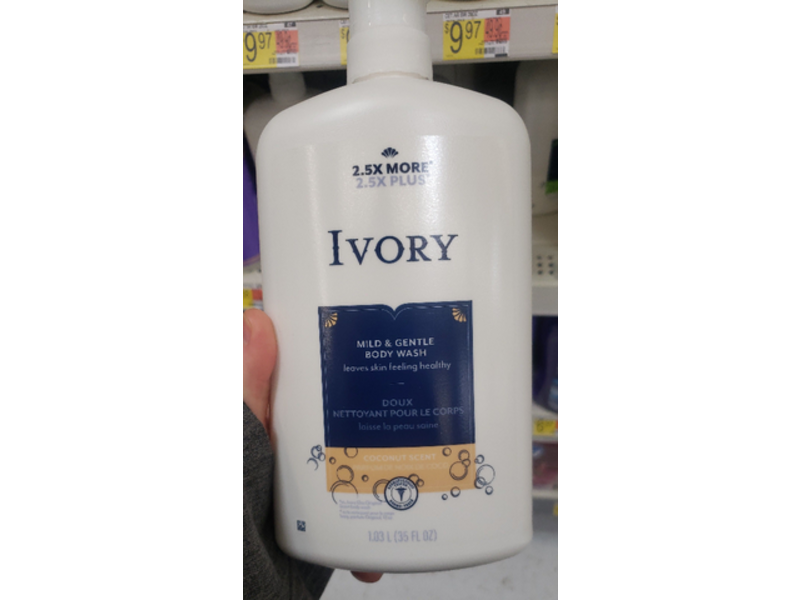 9.97
$9.97
2.5X MORE*
2.5X PLUS*
IVORY
MILD & GENTLE
BODY WASH
leaves skin feeling healthy
DOUX
NETTOYANT POUR LE CORPS
laisse la peau saine
COCONUT SCENT
1.03 L (35 FL OZ)